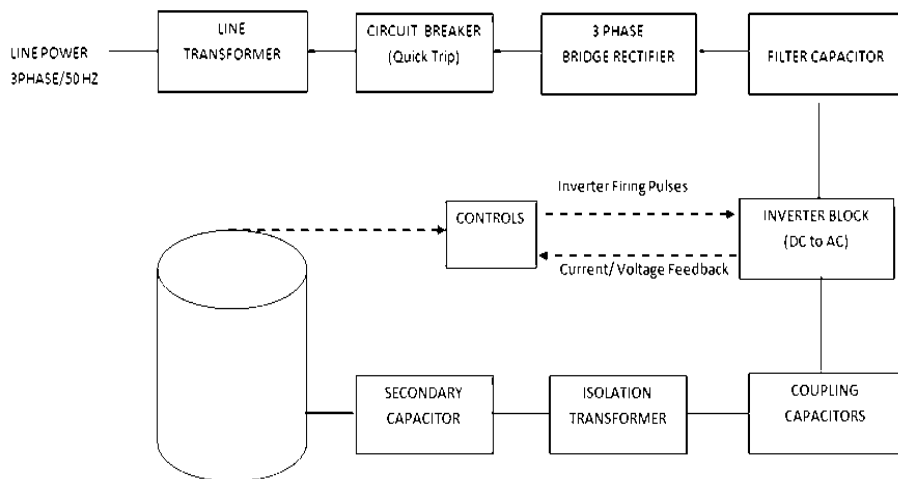 LINE POWER
3PHASE/50 HZ
LINE
TRANSFORMER
CIRCUIT BREAKER
(Quick Trip)
3 PHASE
BRIDGE RECTIFIER
FILTER CAPACITOR
Inverter Firing Pulses
CONTROLS
INVERTER BLOCK
(DC to AC)
Current/ Voltage Feedback
SECONDARY
CAPACITOR
ISOLATION
TRANSFORMER
COUPLING
CAPACITORS